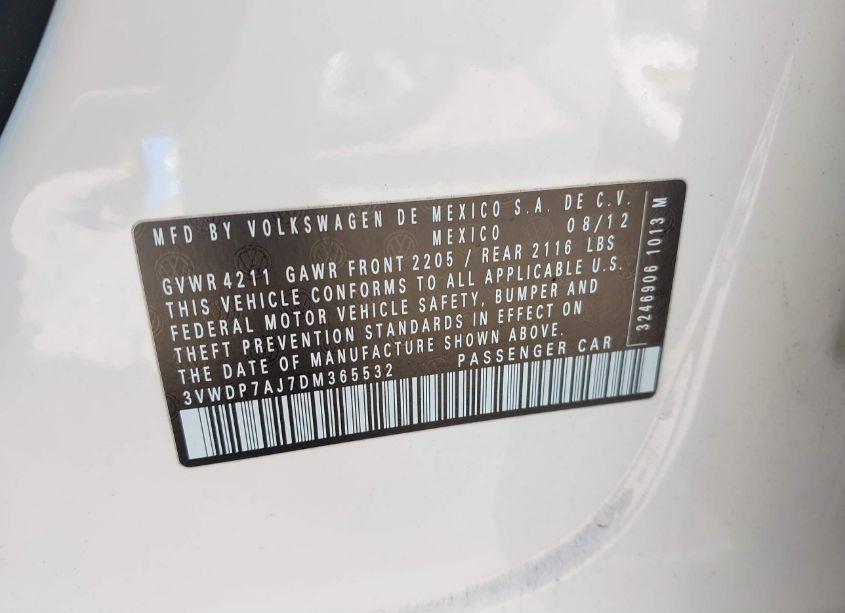 MFD BY VOLKSWAGEN DE MEXICO S.A. DE C.V.
MEXICO 08/12
GVWR 4211 GAWR FRONT 2205 / REAR 2116 LBS
THIS VEHICLE CONFORMS TO ALL APPLICABLE U.S.
FEDERAL MOTOR VEHICLE SAFETY, BUMPER AND
THEFT PREVENTION STANDARDS IN EFFECT ON
THE DATE OF MANUFACTURE SHOWN ABOVE.
3VWDP7AJ7DM365532 PASSENGER CAR
3246906 1013 M